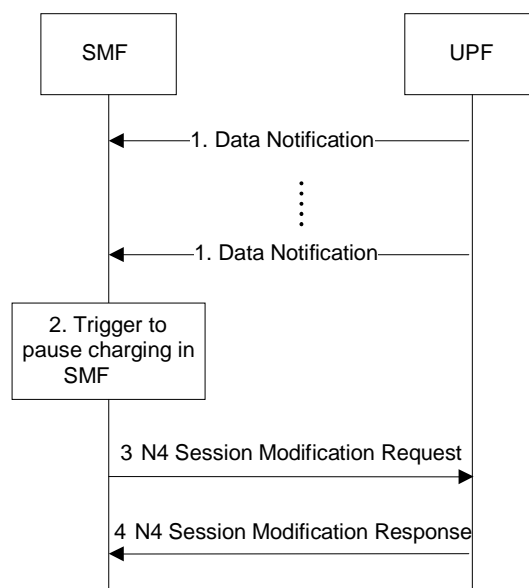 SMF
UPF
1. Data Notification
1. Data Notification
2. Trigger to
pause charging in
SMF
3 N4 Session Modification Request
4 N4 Session Modification Response